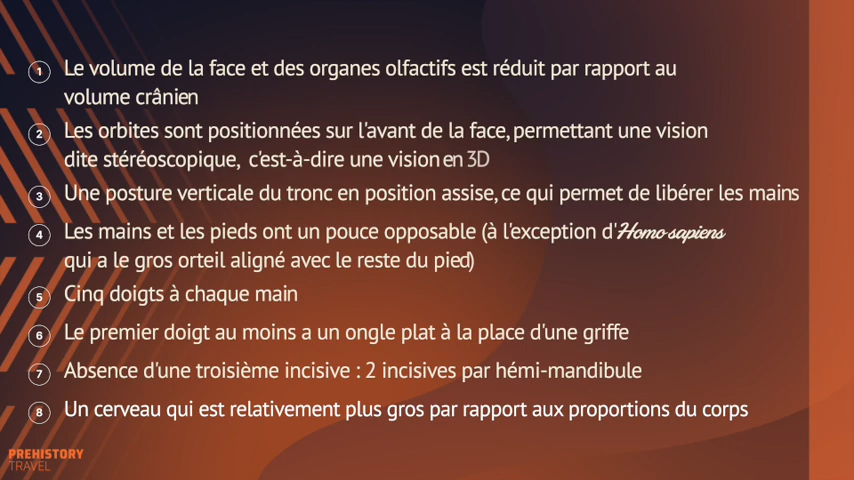 1 Le volume de la face et des organes olfactifs est réduit par rapport au
volume crânien
2 Les orbites sont positionnées sur l'avant de la face, permettant une vision
dite stéréoscopique, c'est-à-dire une vision en 3D
3 Une posture verticale du tronc en position assise, ce qui permet de libérer les mains
4 Les mains et les pieds ont un pouce opposable (à l'exception d'Homo sapiens
qui a le gros orteil aligné avec le reste du pied)
5 Cinq doigts à chaque main
6 Le premier doigt au moins a un ongle plat à la place d'une griffe
7 Absence d'une troisième incisive : 2 incisives par hémi-mandibule
8 Un cerveau qui est relativement plus gros par rapport aux proportions du corps
PREHISTORY
TRAVEL